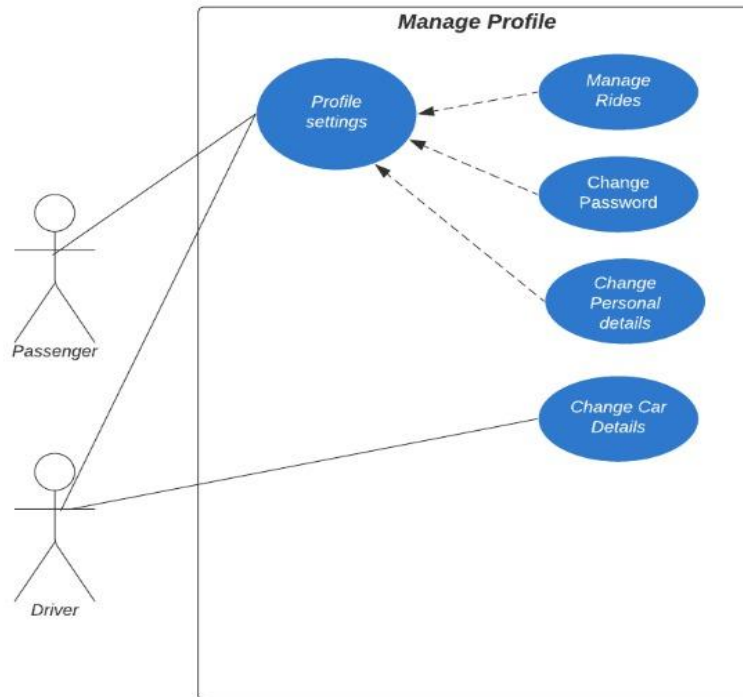 Manage Profile
Profile
settings
Manage
Rides
Change
Password
Change
Personal
details
Passenger
Change Car
Details
Driver